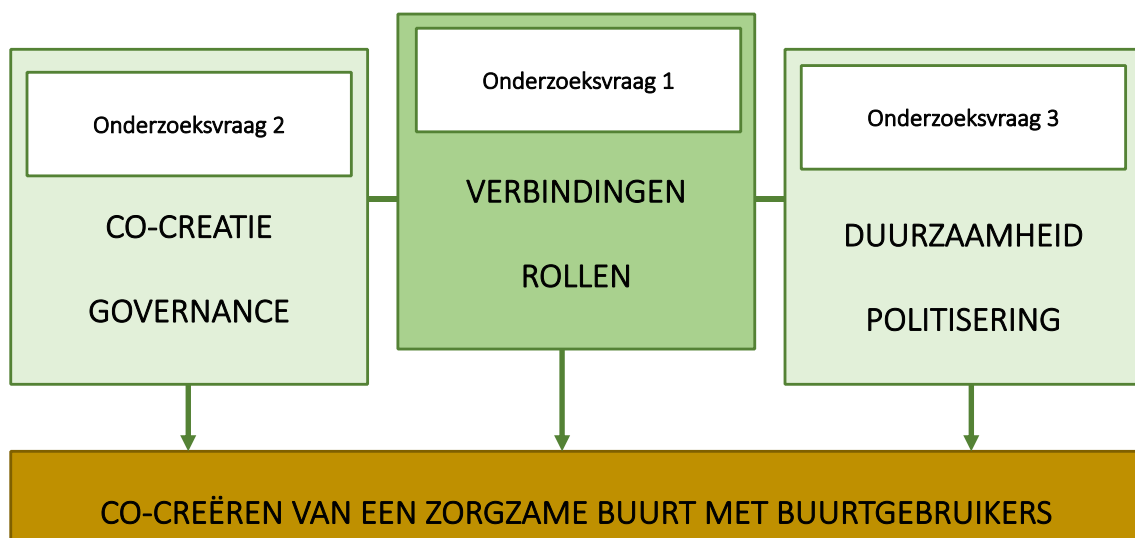 Onderzoeksvraag 2
CO-CREATIE
GOVERNANCE
Onderzoeksvraag 1
VERBINDINGEN
ROLLEN
Onderzoeksvraag 3
DUURZAAMHEID
POLITISERING
CO-CREËREN VAN EEN ZORGZAME BUURT MET BUURTGEBRUIKERS